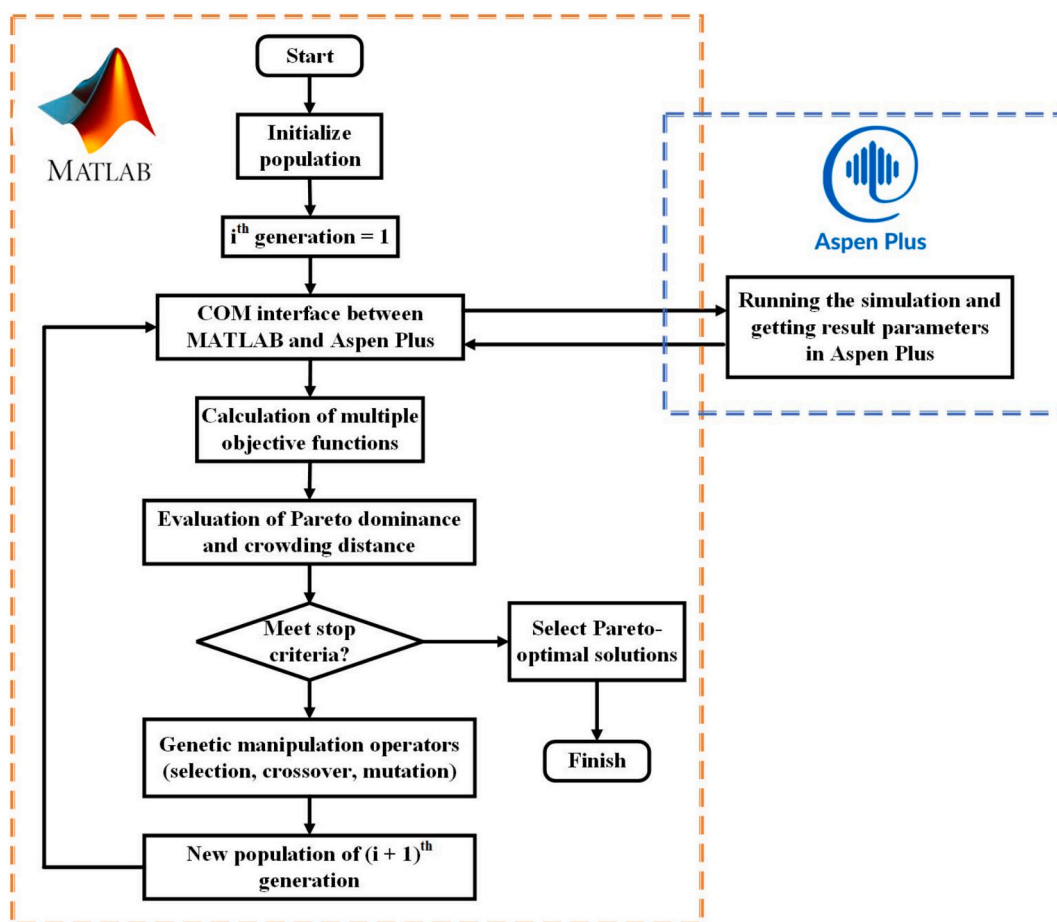 Start
MATLAB
Initialize
population
i^th generation = 1
Aspen Plus
COM interface between
MATLAB and Aspen Plus
Running the simulation and
getting result parameters
in Aspen Plus
Calculation of multiple
objective functions
Evaluation of Pareto dominance
and crowding distance
Meet stop
criteria?
Select Pareto-
optimal solutions
Genetic manipulation operators
(selection, crossover, mutation)
Finish
New population of (i + 1)^th
generation